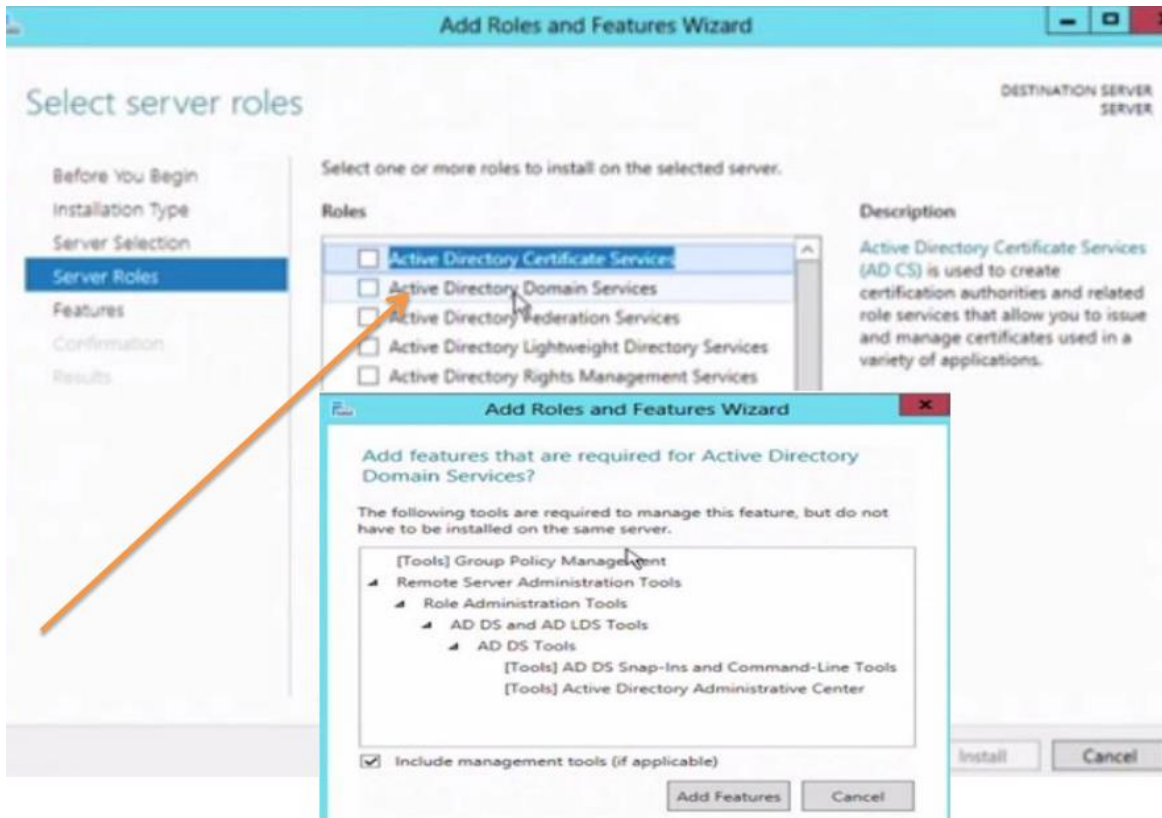 Add Roles and Features Wizard
Select server roles
DESTINATION SERVER
SERVER
Before You Begin
Installation Type
Server Selection
Server Roles
Features
Confirmation
Results
Select one or more roles to install on the selected server.
Roles
Active Directory Certificate Services
Active Directory Domain Services
Active Directory Federation Services
Active Directory Lightweight Directory Services
Active Directory Rights Management Services
Description
Active Directory Certificate Services
(AD CS) is used to create
certification authorities and related
role services that allow you to issue
and manage certificates used in a
variety of applications.
Add Roles and Features Wizard
Add features that are required for Active Directory
Domain Services?
The following tools are required to manage this feature, but do not
have to be installed on the same server.
[Tools] Group Policy Management
Remote Server Administration Tools
Role Administration Tools
AD DS and AD LDS Tools
AD DS Tools
[Tools] AD DS Snap-Ins and Command-Line Tools
[Tools] Active Directory Administrative Center
Include management tools (if applicable)
Add Features
Cancel
Install
Cancel